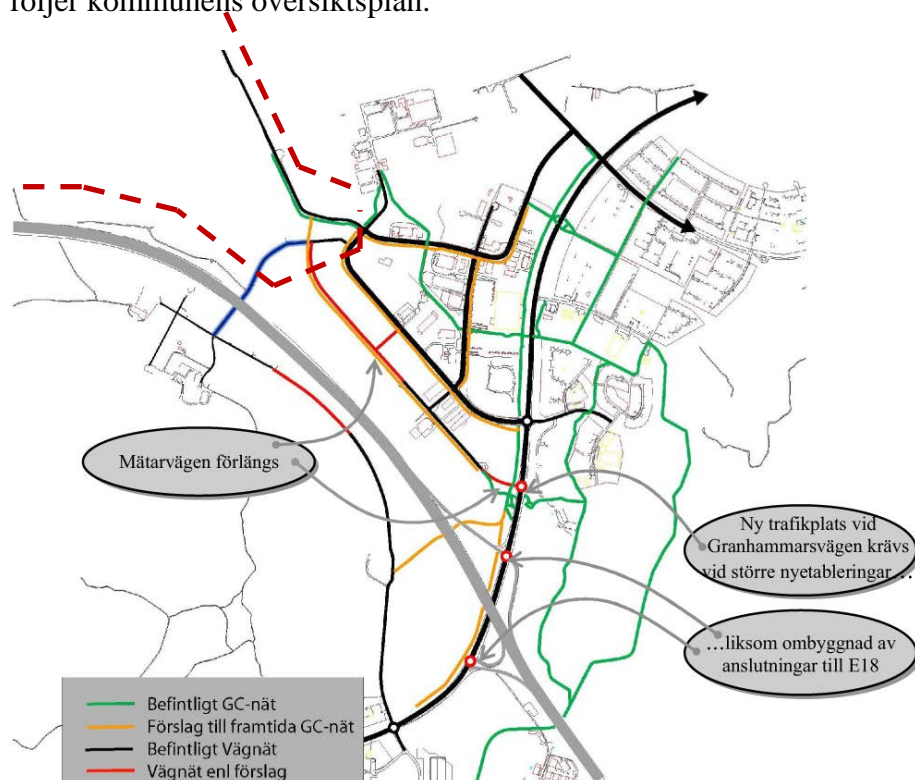 följer kommunens översiktsplan.
Mätarvägen förlängs
Ny trafikplats vid
Granhammarsvägen krävs
vid större nyetableringar…
…liksom ombyggnad av
anslutningar till E18
Befintligt GC-nät
Förslag till framtida GC-nät
Befintligt Vägnät
Vägnät enl förslag